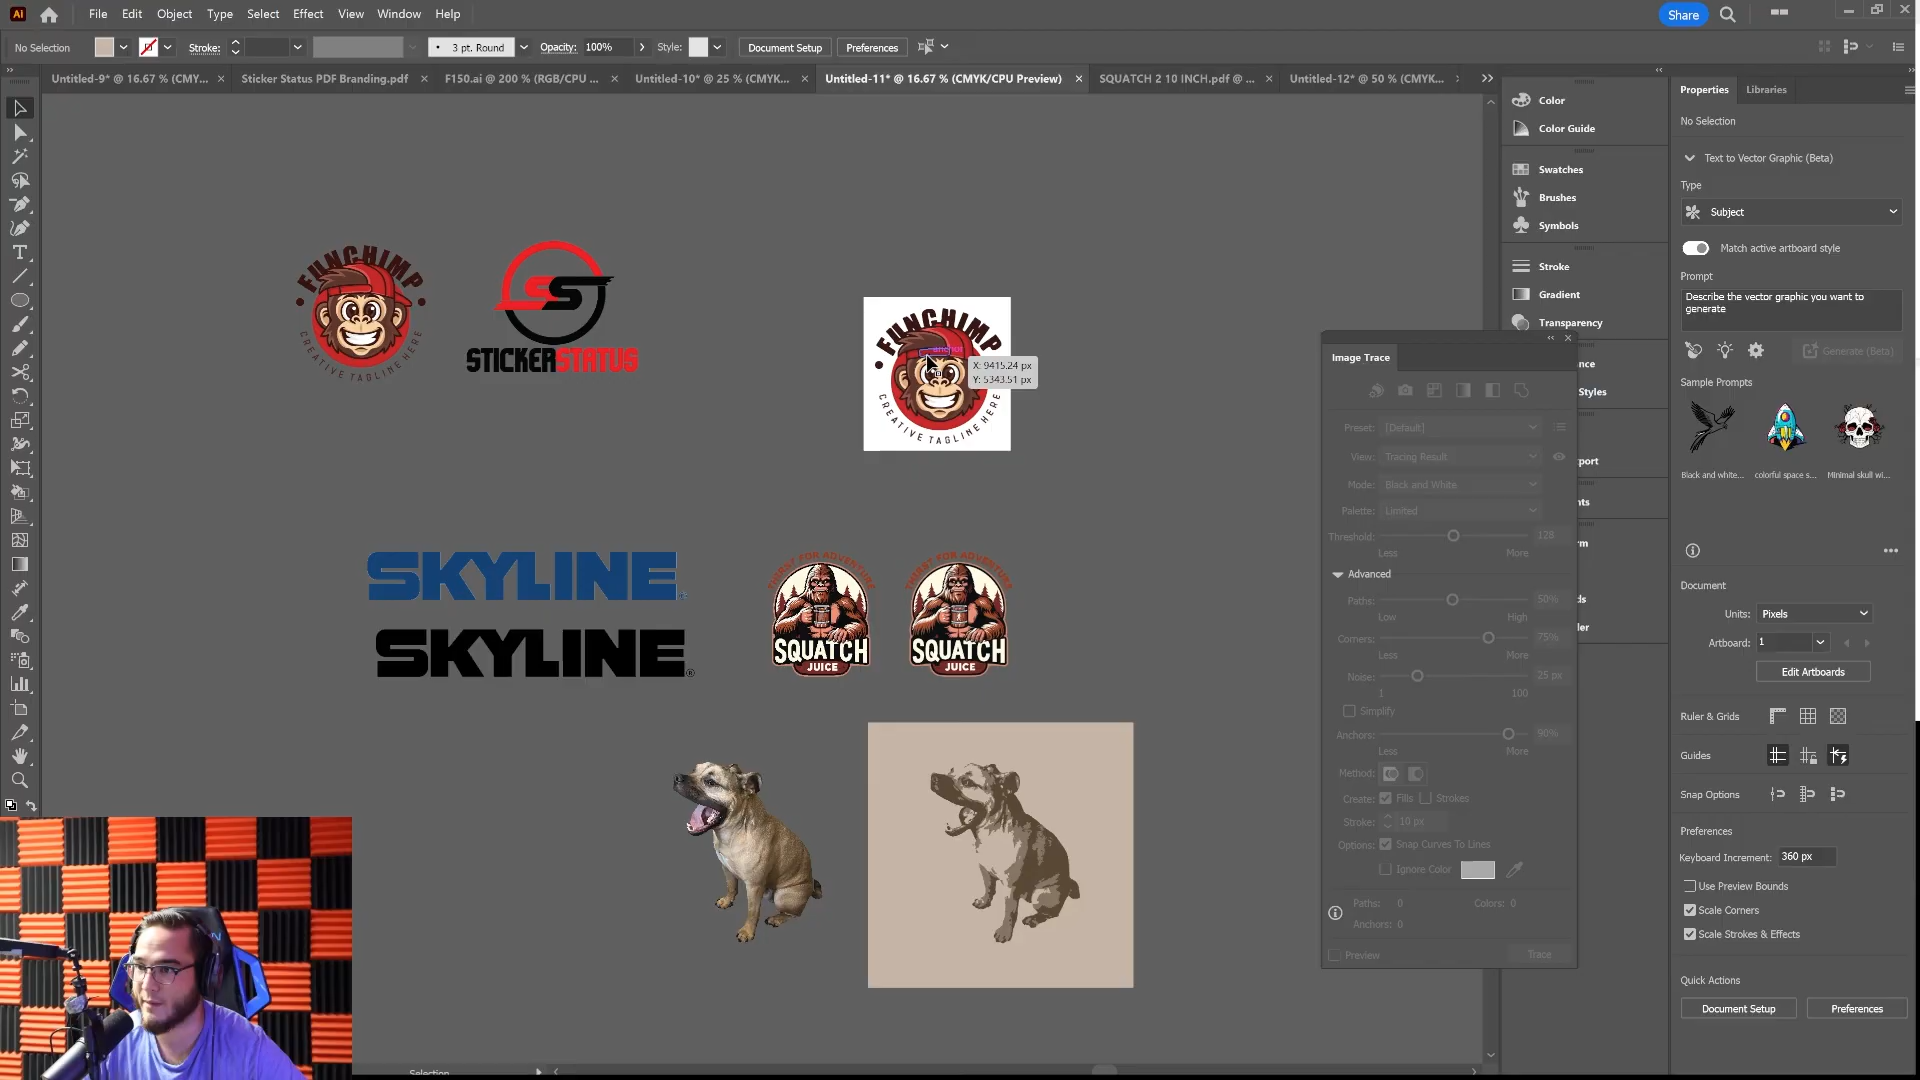 Ai File Edit Object Type Select Effect View Window Help Share
No Selection Stroke: 3 pt. Round Opacity: 100% Style: Document Setup Preferences
Untitled-9* @ 16.67 % (CMY... × Sticker Status PDF Branding.pdf × F150.ai @ 200 % (RGB/CPU ... × Untitled-10* @ 25 % (CMYK... × Untitled-11* @ 16.67 % (CMYK/CPU Preview) × SQUATCH 2 10 INCH.pdf @ ... × Untitled-12* @ 50 % (CMYK...
FUNCHIMP
CREATIVE TAGLINE HERE
SS
STICKERSTATUS
FUNCHIMP
CREATIVE TAGLINE HERE
X: 9415.24 px
Y: 5343.51 px
SKYLINE
SKYLINE®
THIRST FOR ADVENTURE
SQUATCH
JUICE
THIRST FOR ADVENTURE
SQUATCH
JUICE
Selection
Color
Color Guide
Swatches
Brushes
Symbols
Stroke
Gradient
Transparency
ance
Styles
port
nts
rm
ds
ler
Image Trace
Preset: [Default]
View: Tracing Result
Mode: Black and White
Palette: Limited
Threshold: 128
Less More
Advanced
Paths: 50%
Low High
Corners: 75%
Less More
Noise: 25 px
1 100
Simplify
Anchors: 90%
Less More
Method:
Create: Fills Strokes
Stroke: 10 px
Options: Snap Curves To Lines
Ignore Color
Paths: 0 Colors: 0
Anchors: 0
Preview Trace
Properties Libraries
No Selection
Text to Vector Graphic (Beta)
Type
Subject
Match active artboard style
Prompt
Describe the vector graphic you want to
generate
Generate (Beta)
Sample Prompts
Black and white... colorful space s... Minimal skull wi...
Document
Units: Pixels
Artboard: 1
Edit Artboards
Ruler & Grids
Guides
Snap Options
Preferences
Keyboard Increment: 360 px
Use Preview Bounds
Scale Corners
Scale Strokes & Effects
Quick Actions
Document Setup Preferences